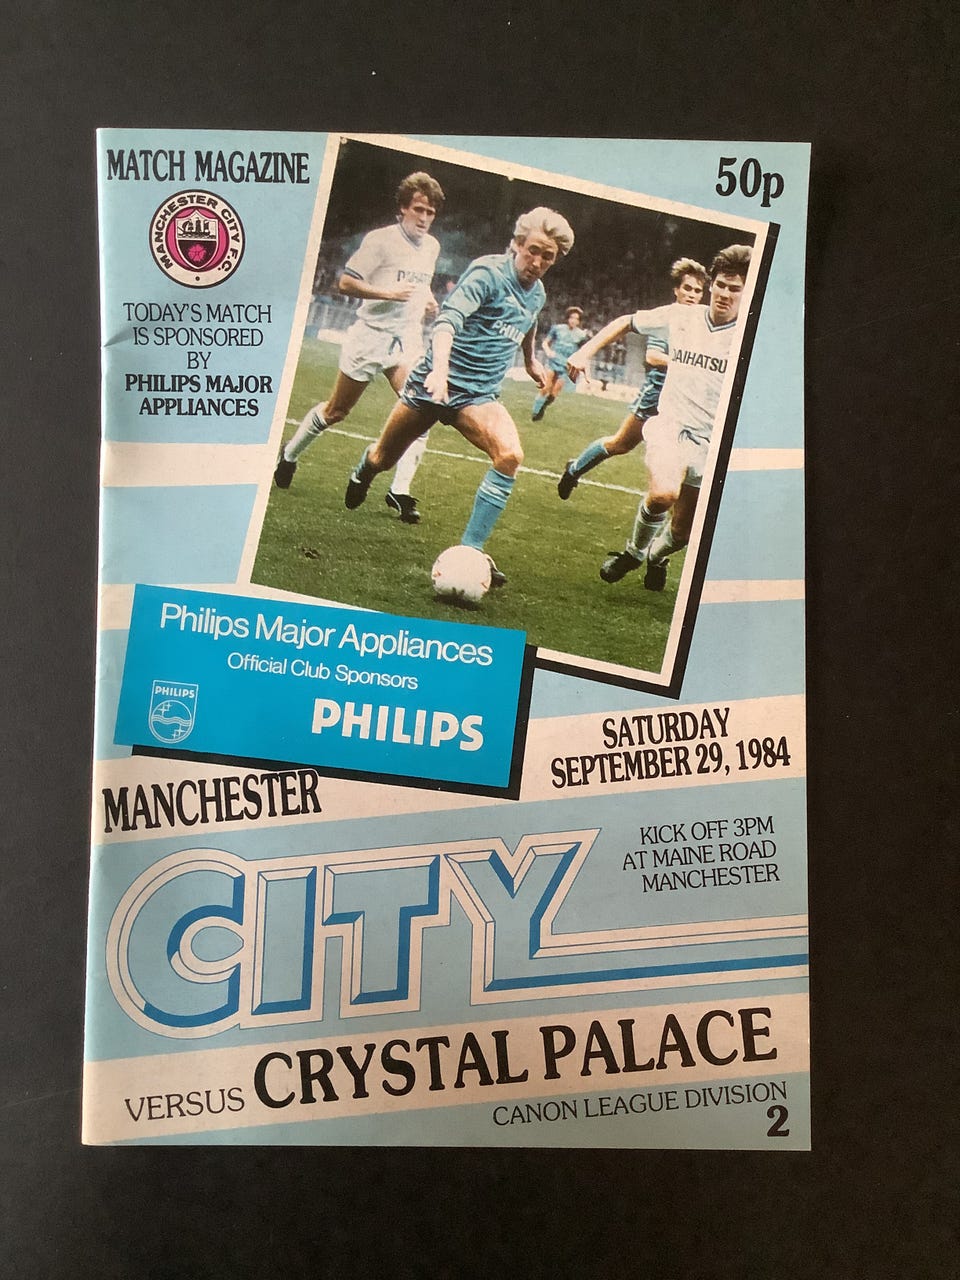 MATCH MAGAZINE
50p
MANCHESTER CITY F.C.
TODAY'S MATCH
IS SPONSORED
BY
PHILIPS MAJOR
APPLIANCES
DAIHATSU
Philips Major Appliances
Official Club Sponsors
PHILIPS
PHILIPS
SATURDAY
SEPTEMBER 29, 1984
MANCHESTER
CITY
KICK OFF 3PM
AT MAINE ROAD
MANCHESTER
VERSUS CRYSTAL PALACE
CANON LEAGUE DIVISION
2